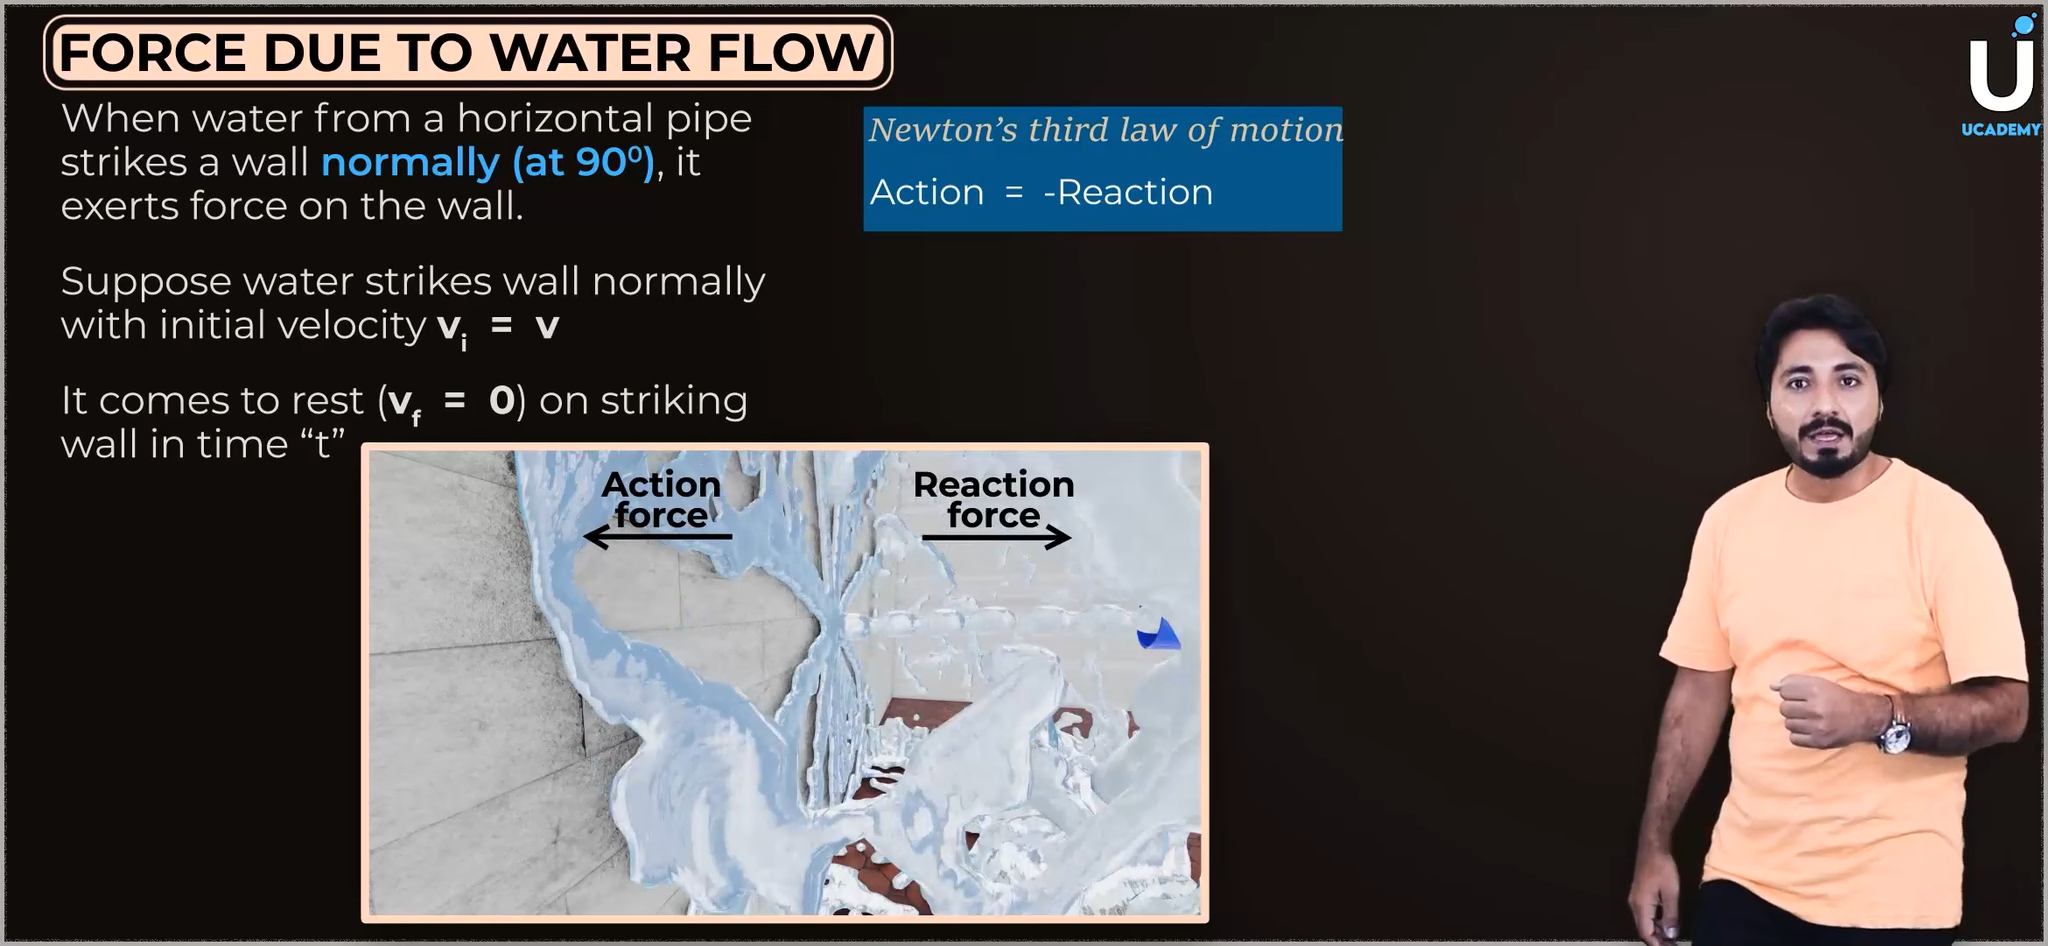 FORCE DUE TO WATER FLOW
When water from a horizontal pipe
strikes a wall normally (at 90⁰), it
exerts force on the wall.
Suppose water strikes wall normally
with initial velocity vᵢ = v
It comes to rest (v_f = 0) on striking
wall in time “t”
Newton’s third law of motion
Action = -Reaction
Action
force
Reaction
force
U
UCADEMY